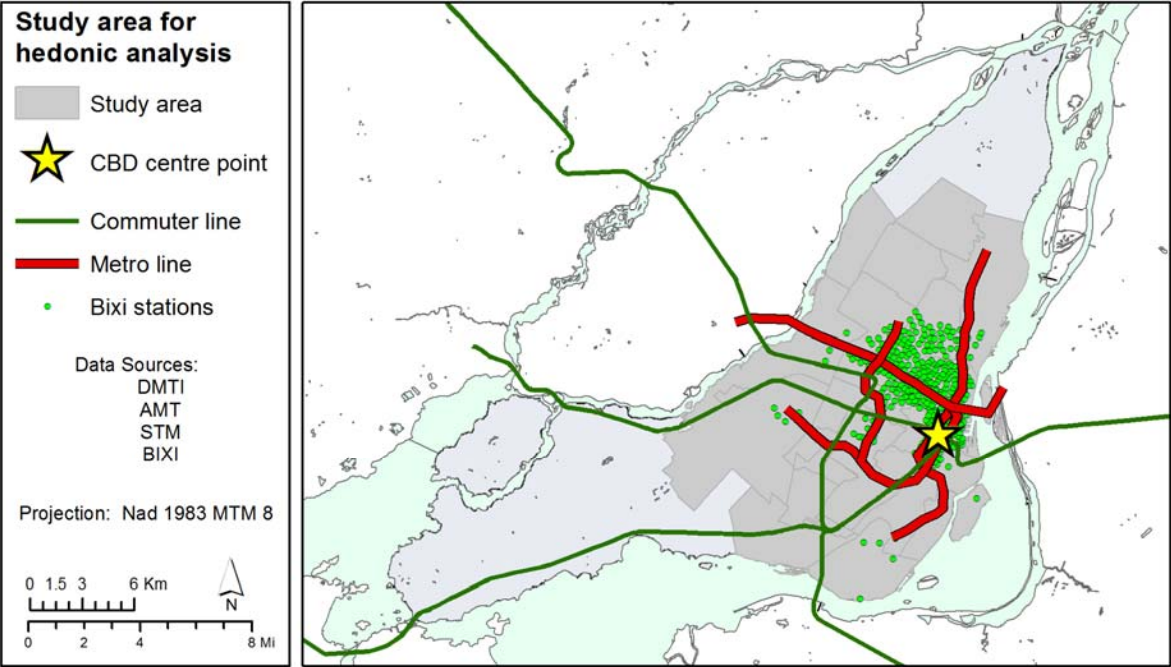 Study area for
hedonic analysis
Study area
CBD centre point
Commuter line
Metro line
Bixi stations
Data Sources:
DMTI
AMT
STM
BIXI
Projection: Nad 1983 MTM 8
0 1.5 3 6 Km
N
0 2 4 8 Mi